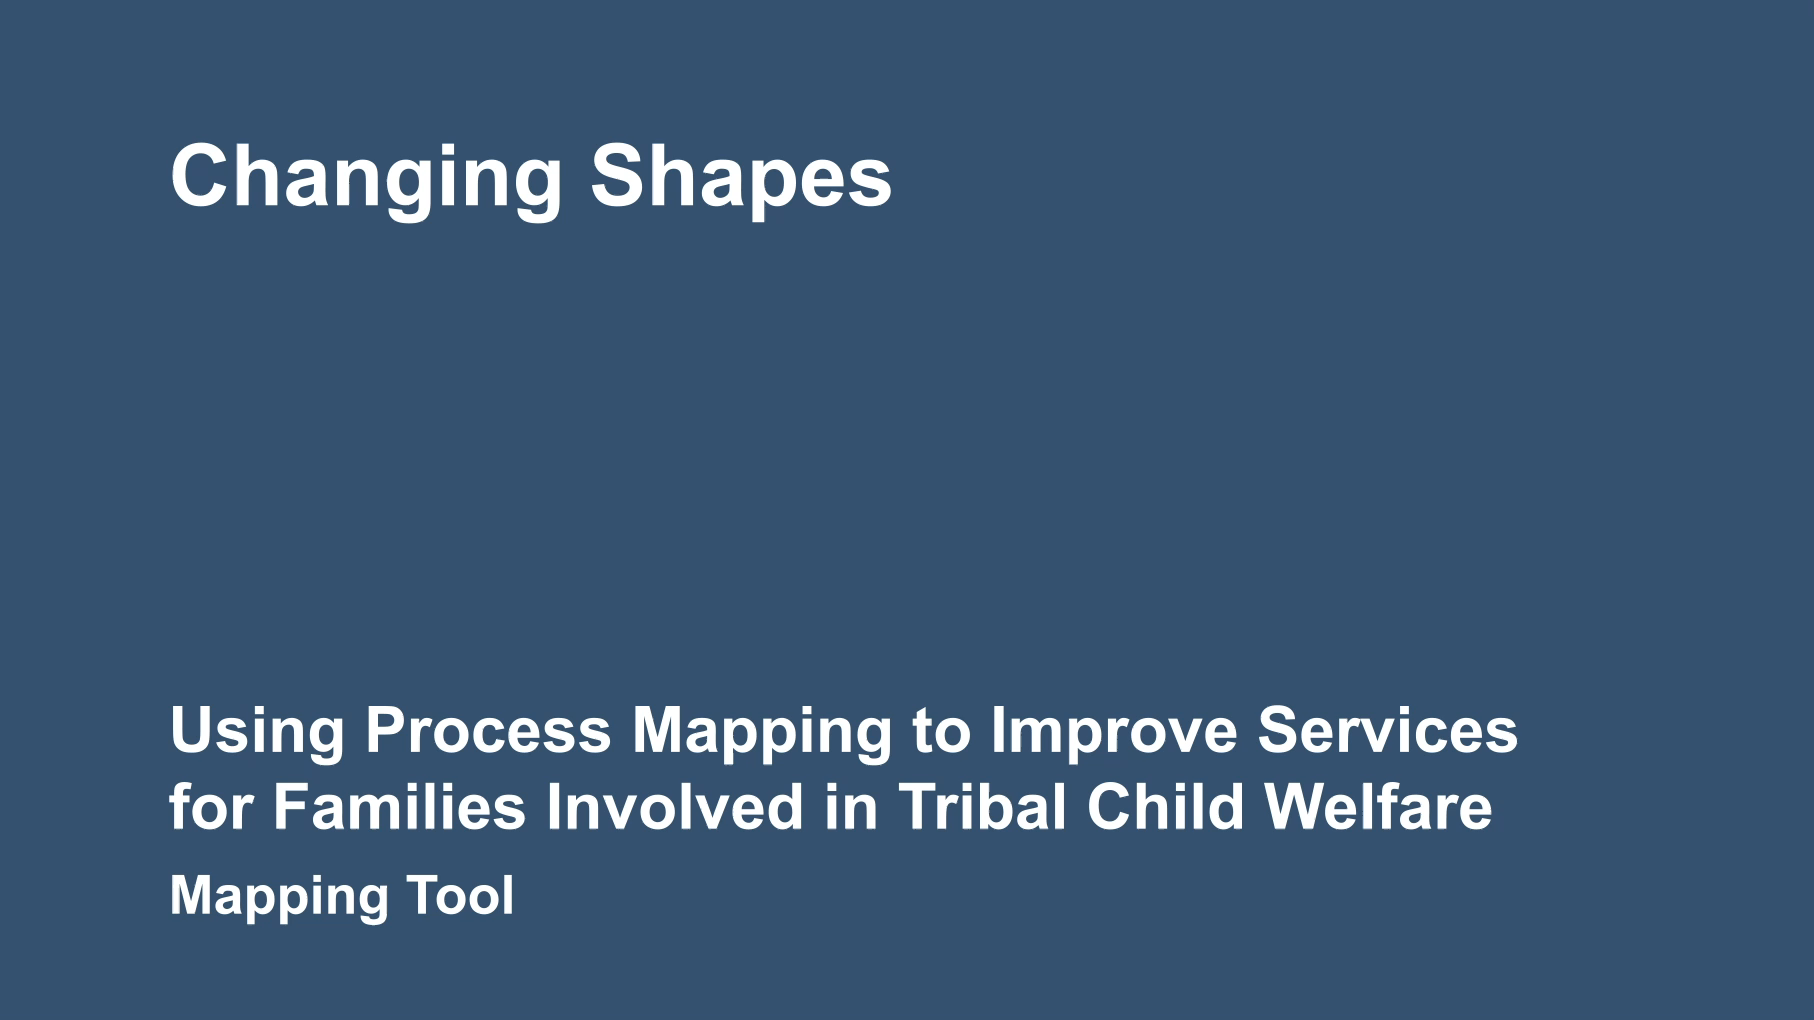 Changing Shapes
Using Process Mapping to Improve Services
for Families Involved in Tribal Child Welfare
Mapping Tool